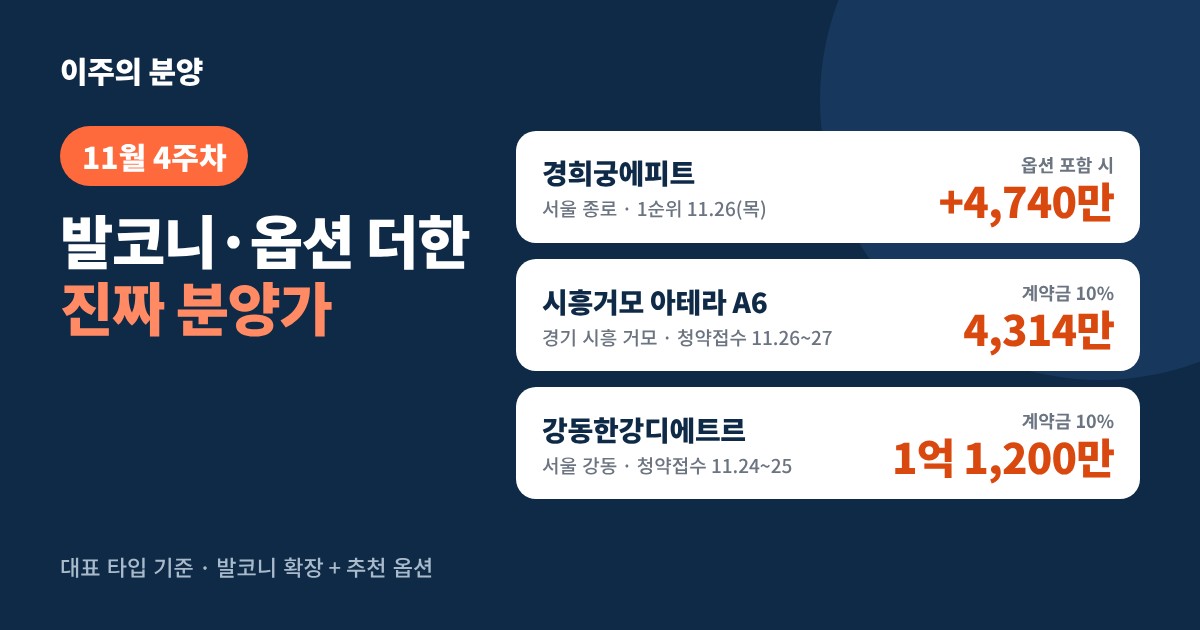 이주의 분양
11월 4주차
발코니·옵션 더한
진짜 분양가
경희궁에피트
서울 종로 · 1순위 11.26(목)
옵션 포함 시
+4,740만
시흥거모 아테라 A6
경기 시흥 거모 · 청약접수 11.26~27
계약금 10%
4,314만
강동한강디에트르
서울 강동 · 청약접수 11.24~25
계약금 10%
1억 1,200만
대표 타입 기준 · 발코니 확장 + 추천 옵션